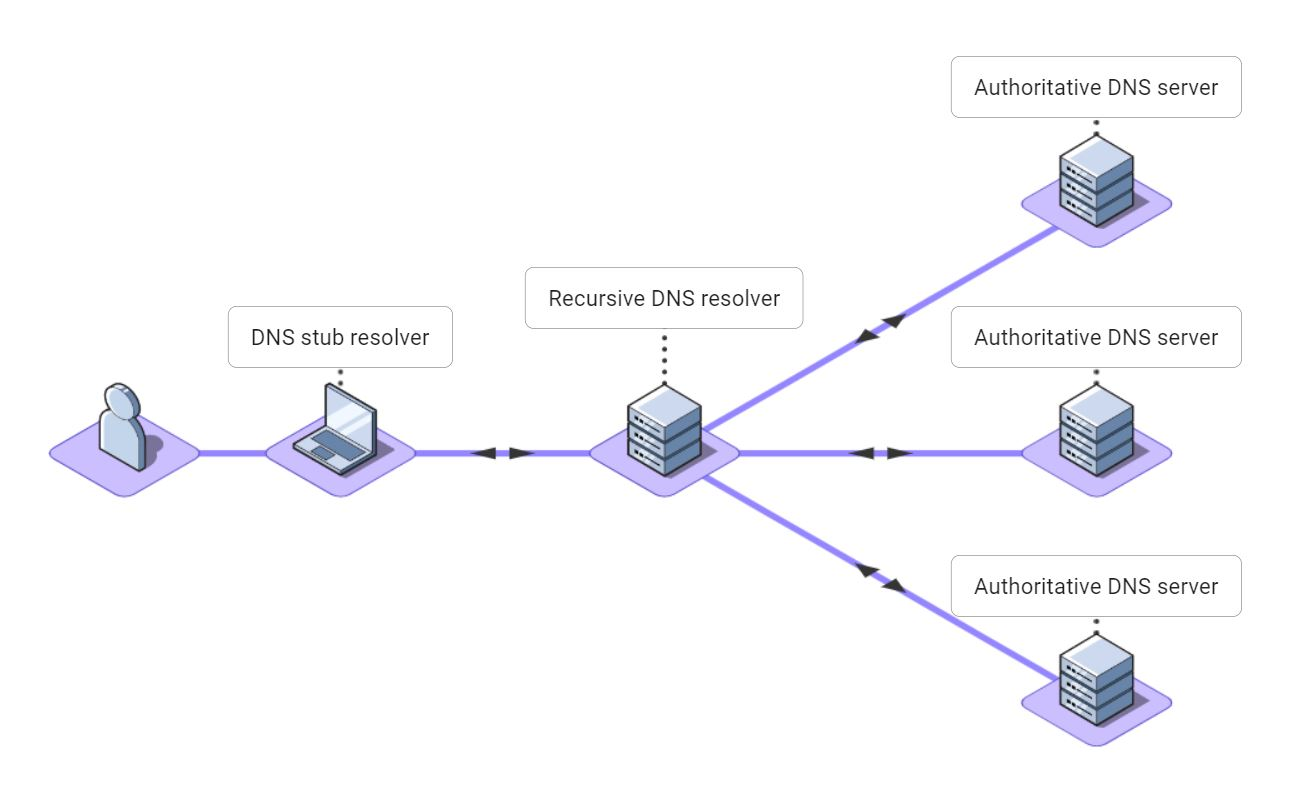 Authoritative DNS server
Recursive DNS resolver
DNS stub resolver
Authoritative DNS server
Authoritative DNS server